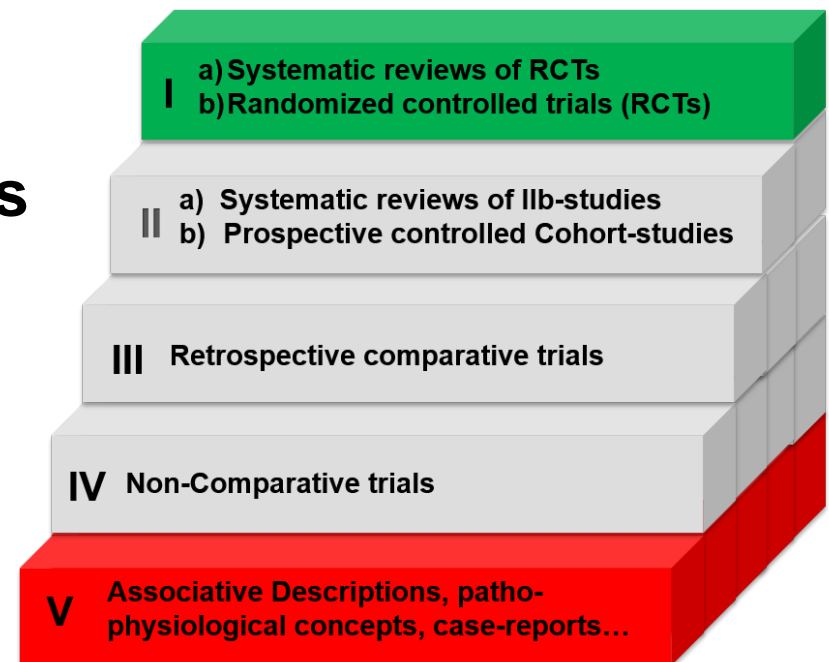 I
a) Systematic reviews of RCTs
b) Randomized controlled trials (RCTs)
s
II
a) Systematic reviews of IIb-studies
b) Prospective controlled Cohort-studies
III Retrospective comparative trials
IV Non-Comparative trials
V
Associative Descriptions, patho-
physiological concepts, case-reports…